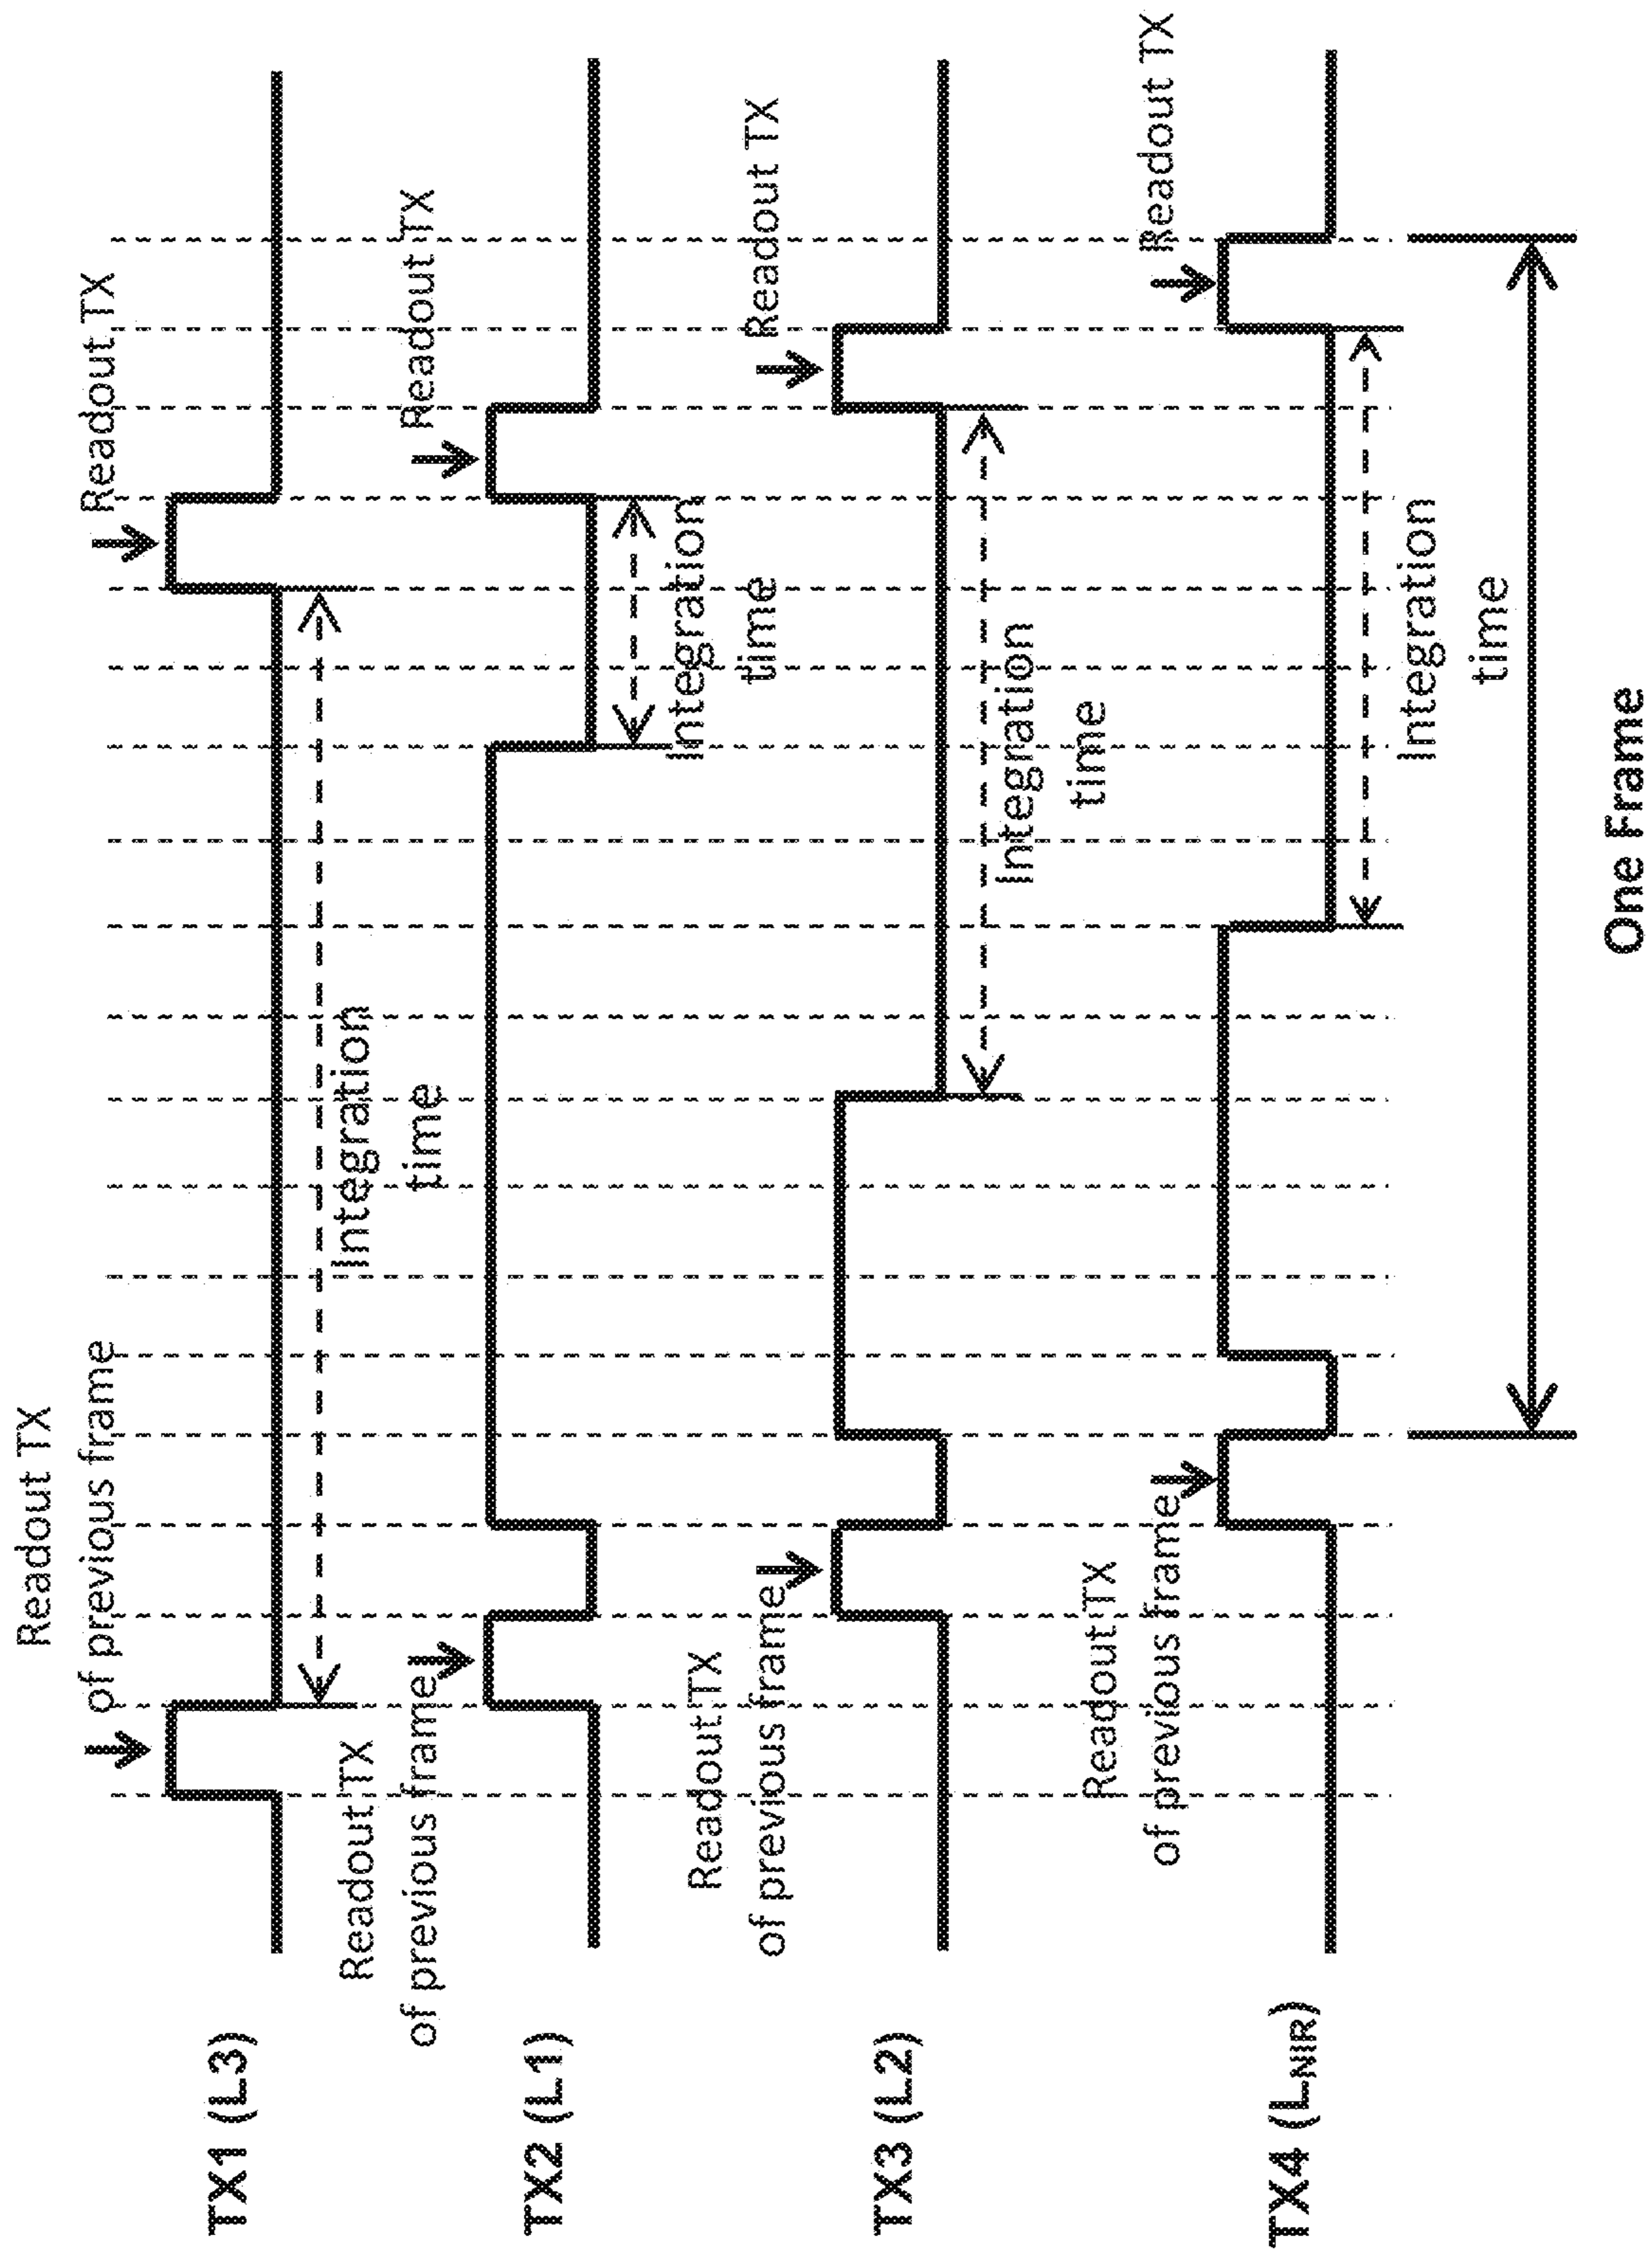 Readout TX
of previous frame
Readout TX
Integration
time
TX1 (L3)
Readout TX
of previous frame
Readout TX
Integration
time
TX2 (L1)
Readout TX
of previous frame
Readout TX
Integration
time
TX3 (L2)
Readout TX
of previous frame
Readout TX
Integration
time
TX4 (LNIR)
One Frame